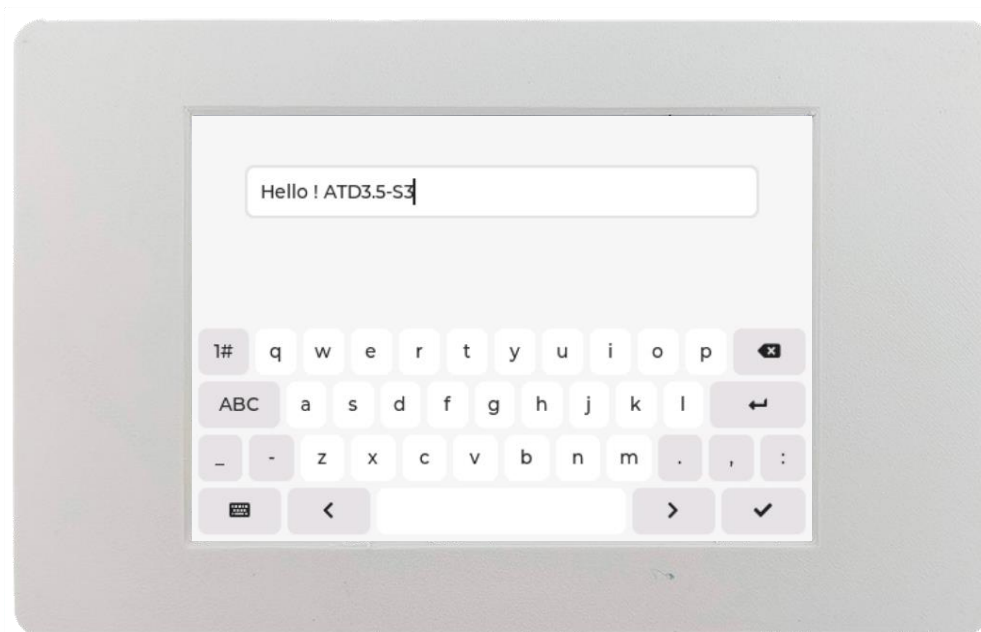 Hello ! ATD3.5-S3
1# q w e r t y u i o p
ABC a s d f g h j k l
_ - z x c v b n m . , :
< >